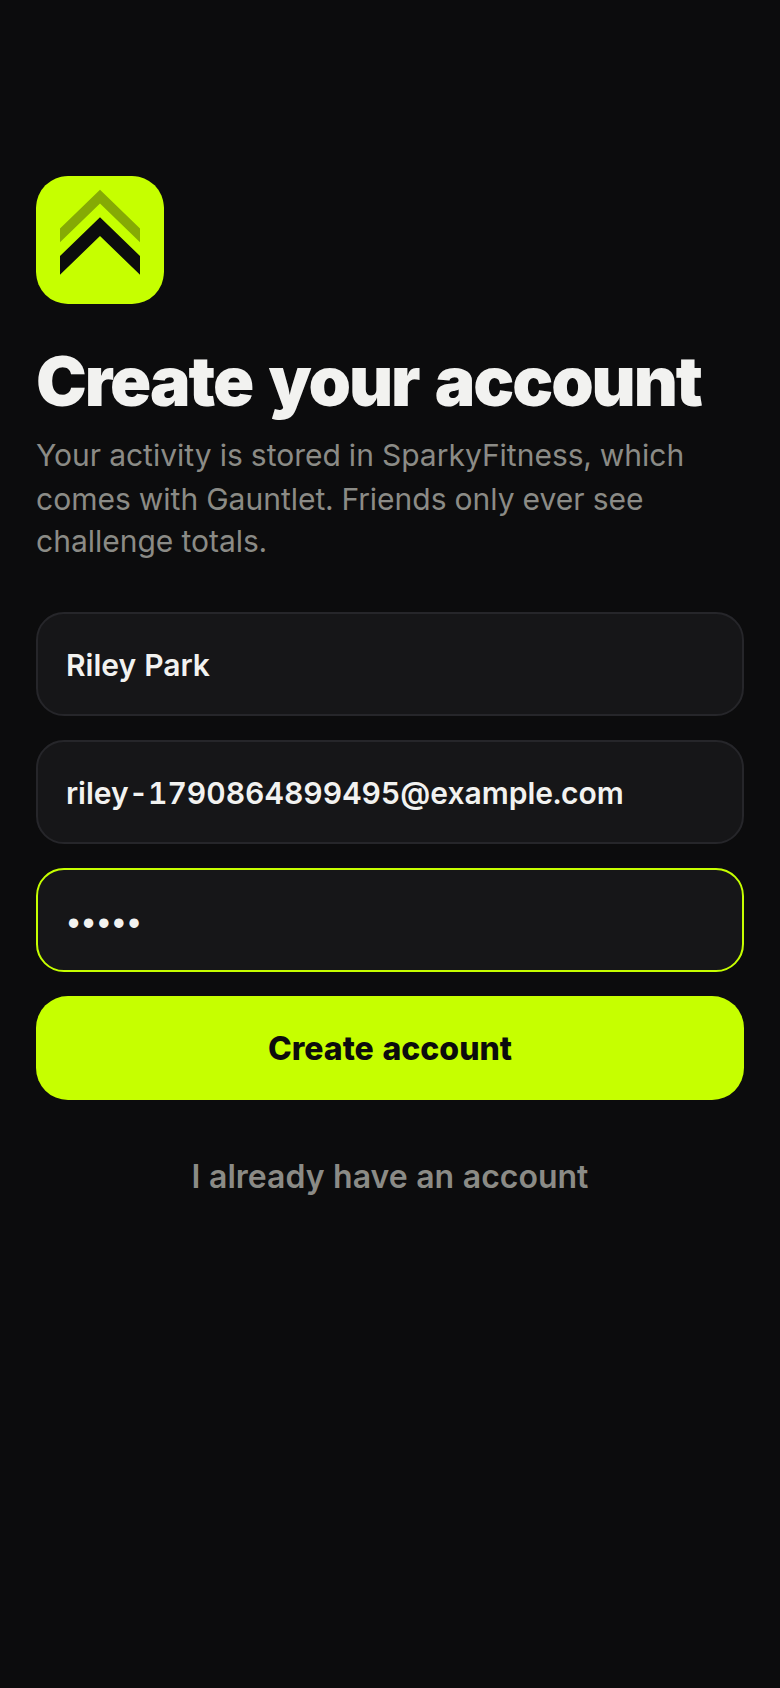 Create your account
Your activity is stored in SparkyFitness, which
comes with Gauntlet. Friends only ever see
challenge totals.
Riley Park
riley-1790864899495@example.com
•••••
Create account
I already have an account